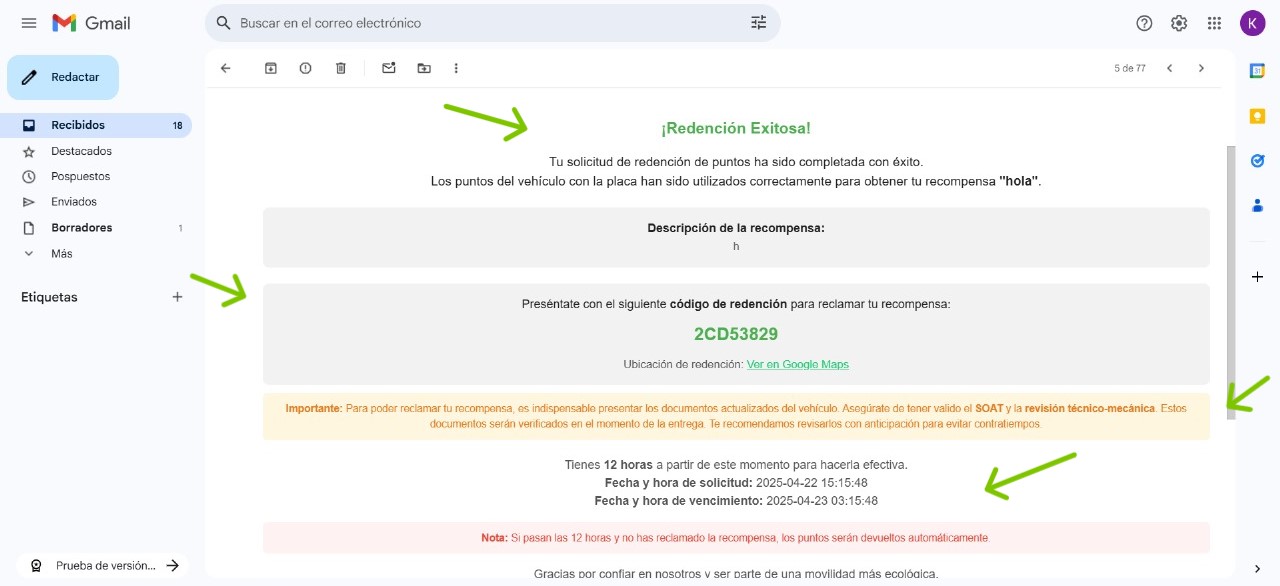 Gmail
Buscar en el correo electrónico
K
Redactar
5 de 77
Recibidos 18
Destacados
Pospuestos
Enviados
Borradores 1
Más
Etiquetas
¡Redención Exitosa!
Tu solicitud de redención de puntos ha sido completada con éxito.
Los puntos del vehículo con la placa han sido utilizados correctamente para obtener tu recompensa "hola".
Descripción de la recompensa:
h
Preséntate con el siguiente código de redención para reclamar tu recompensa:
2CD53829
Ubicación de redención: Ver en Google Maps
Importante: Para poder reclamar tu recompensa, es indispensable presentar los documentos actualizados del vehículo. Asegúrate de tener valido el SOAT y la revisión técnico-mecánica. Estos
documentos serán verificados en el momento de la entrega. Te recomendamos revisarlos con anticipación para evitar contratiempos.
Tienes 12 horas a partir de este momento para hacerla efectiva.
Fecha y hora de solicitud: 2025-04-22 15:15:48
Fecha y hora de vencimiento: 2025-04-23 03:15:48
Nota: Si pasan las 12 horas y no has reclamado la recompensa, los puntos serán devueltos automáticamente.
Gracias por confiar en nosotros y ser parte de una movilidad más ecológica.
Prueba de versión...
31